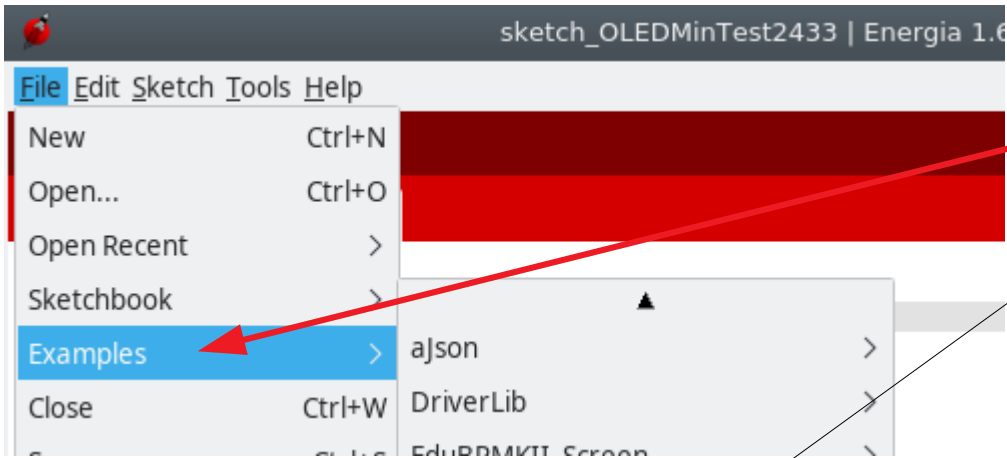 sketch_OLEDMinTest2433 | Energia 1.6
File Edit Sketch Tools Help
New Ctrl+N
Open... Ctrl+O
Open Recent
Sketchbook
Examples
aJson
Close Ctrl+W
DriverLib
EduBPMKII_Screen